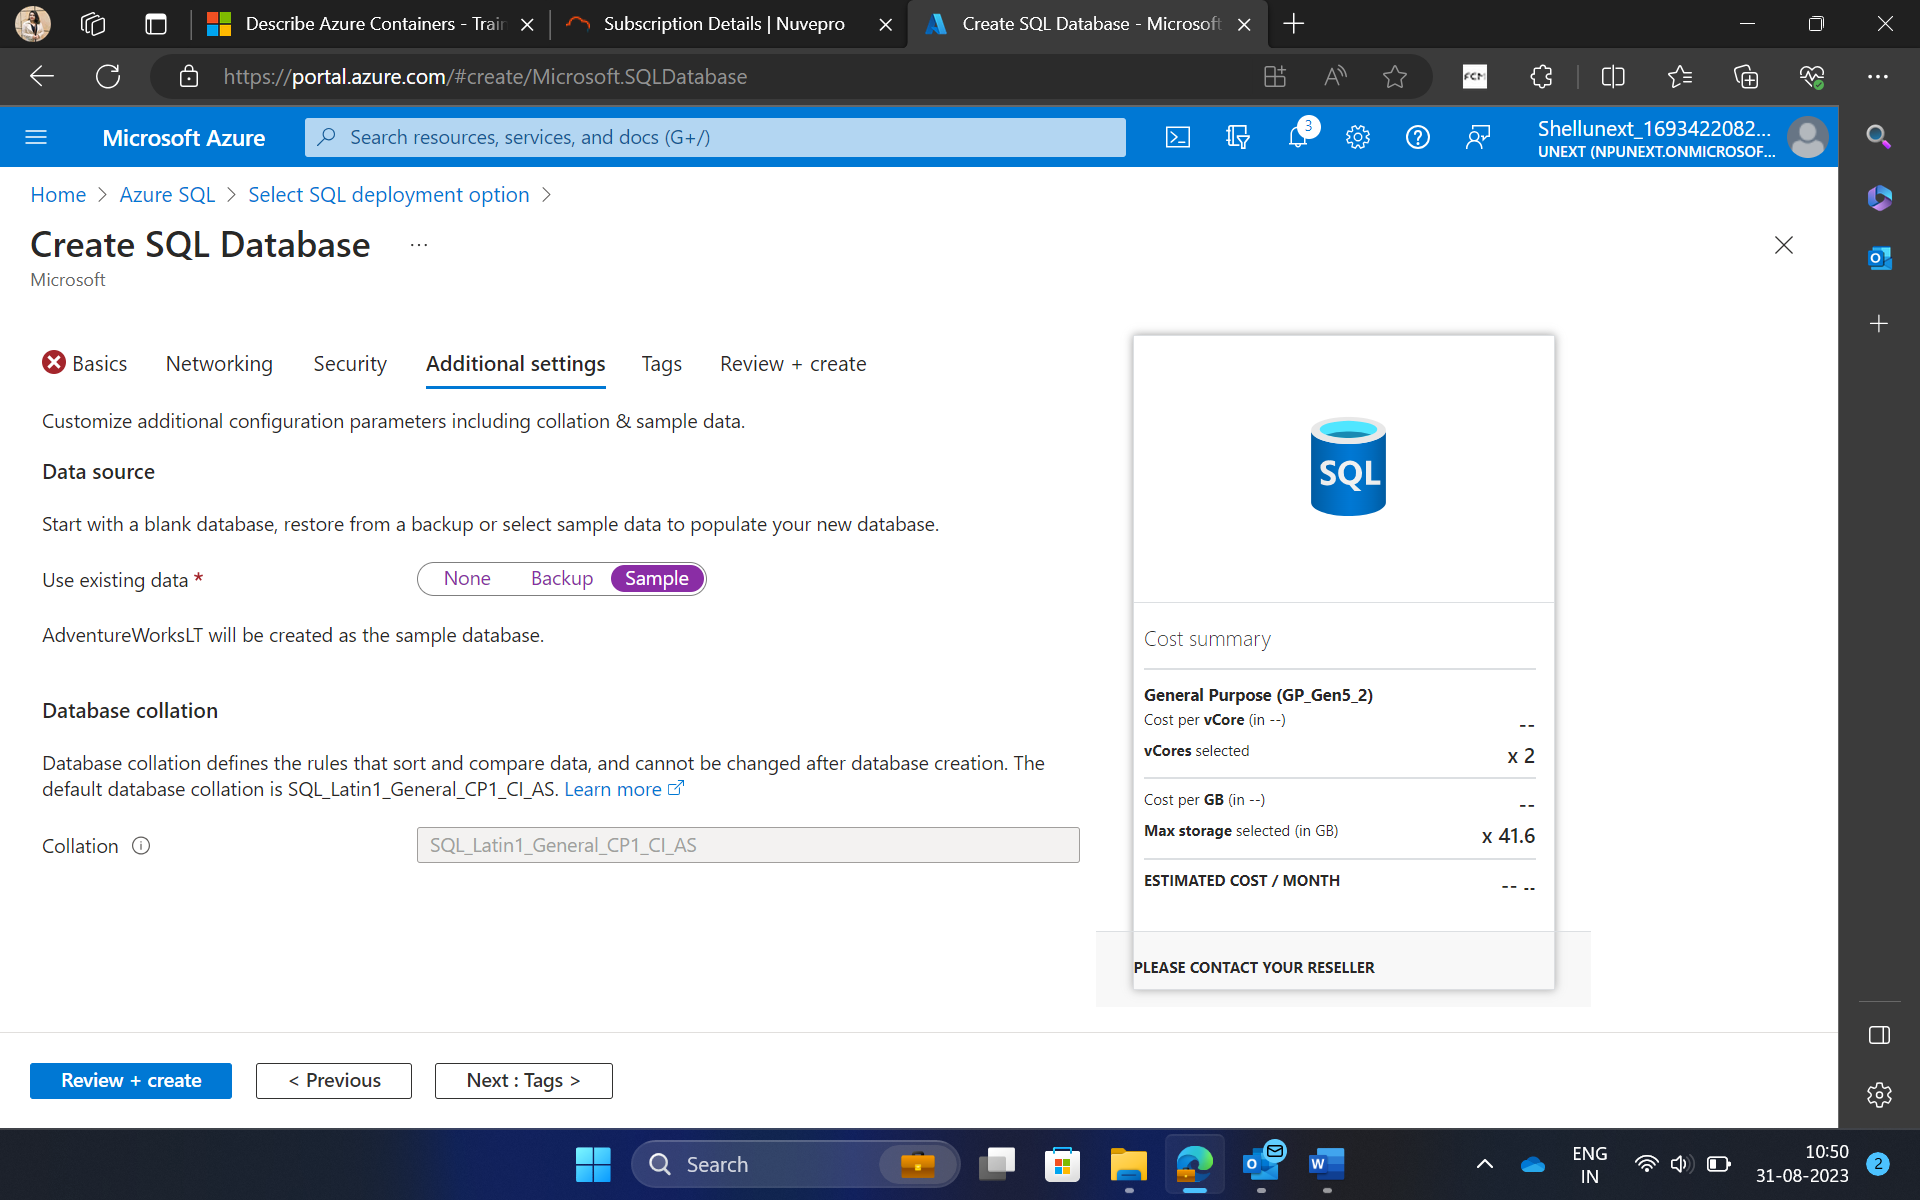 Describe Azure Containers - Train
Subscription Details | Nuvepro
Create SQL Database - Microsoft
https://portal.azure.com/#create/Microsoft.SQLDatabase
FCM
Microsoft Azure
Search resources, services, and docs (G+/)
3
Shellunext_1693422082...
UNEXT (NPUNEXT.ONMICROSOF...
Home > Azure SQL > Select SQL deployment option >
Create SQL Database ...
Microsoft
Basics
Networking
Security
Additional settings
Tags
Review + create
Customize additional configuration parameters including collation & sample data.
Data source
Start with a blank database, restore from a backup or select sample data to populate your new database.
Use existing data *
None
Backup
Sample
AdventureWorksLT will be created as the sample database.
Database collation
Database collation defines the rules that sort and compare data, and cannot be changed after database creation. The
default database collation is SQL_Latin1_General_CP1_CI_AS. Learn more
Collation
SQL_Latin1_General_CP1_CI_AS
SQL
Cost summary
General Purpose (GP_Gen5_2)
Cost per vCore (in --)
--
vCores selected
x 2
Cost per GB (in --)
--
Max storage selected (in GB)
x 41.6
ESTIMATED COST / MONTH
-- --
PLEASE CONTACT YOUR RESELLER
Review + create
< Previous
Next : Tags >
Search
ENG
IN
10:50
31-08-2023
2